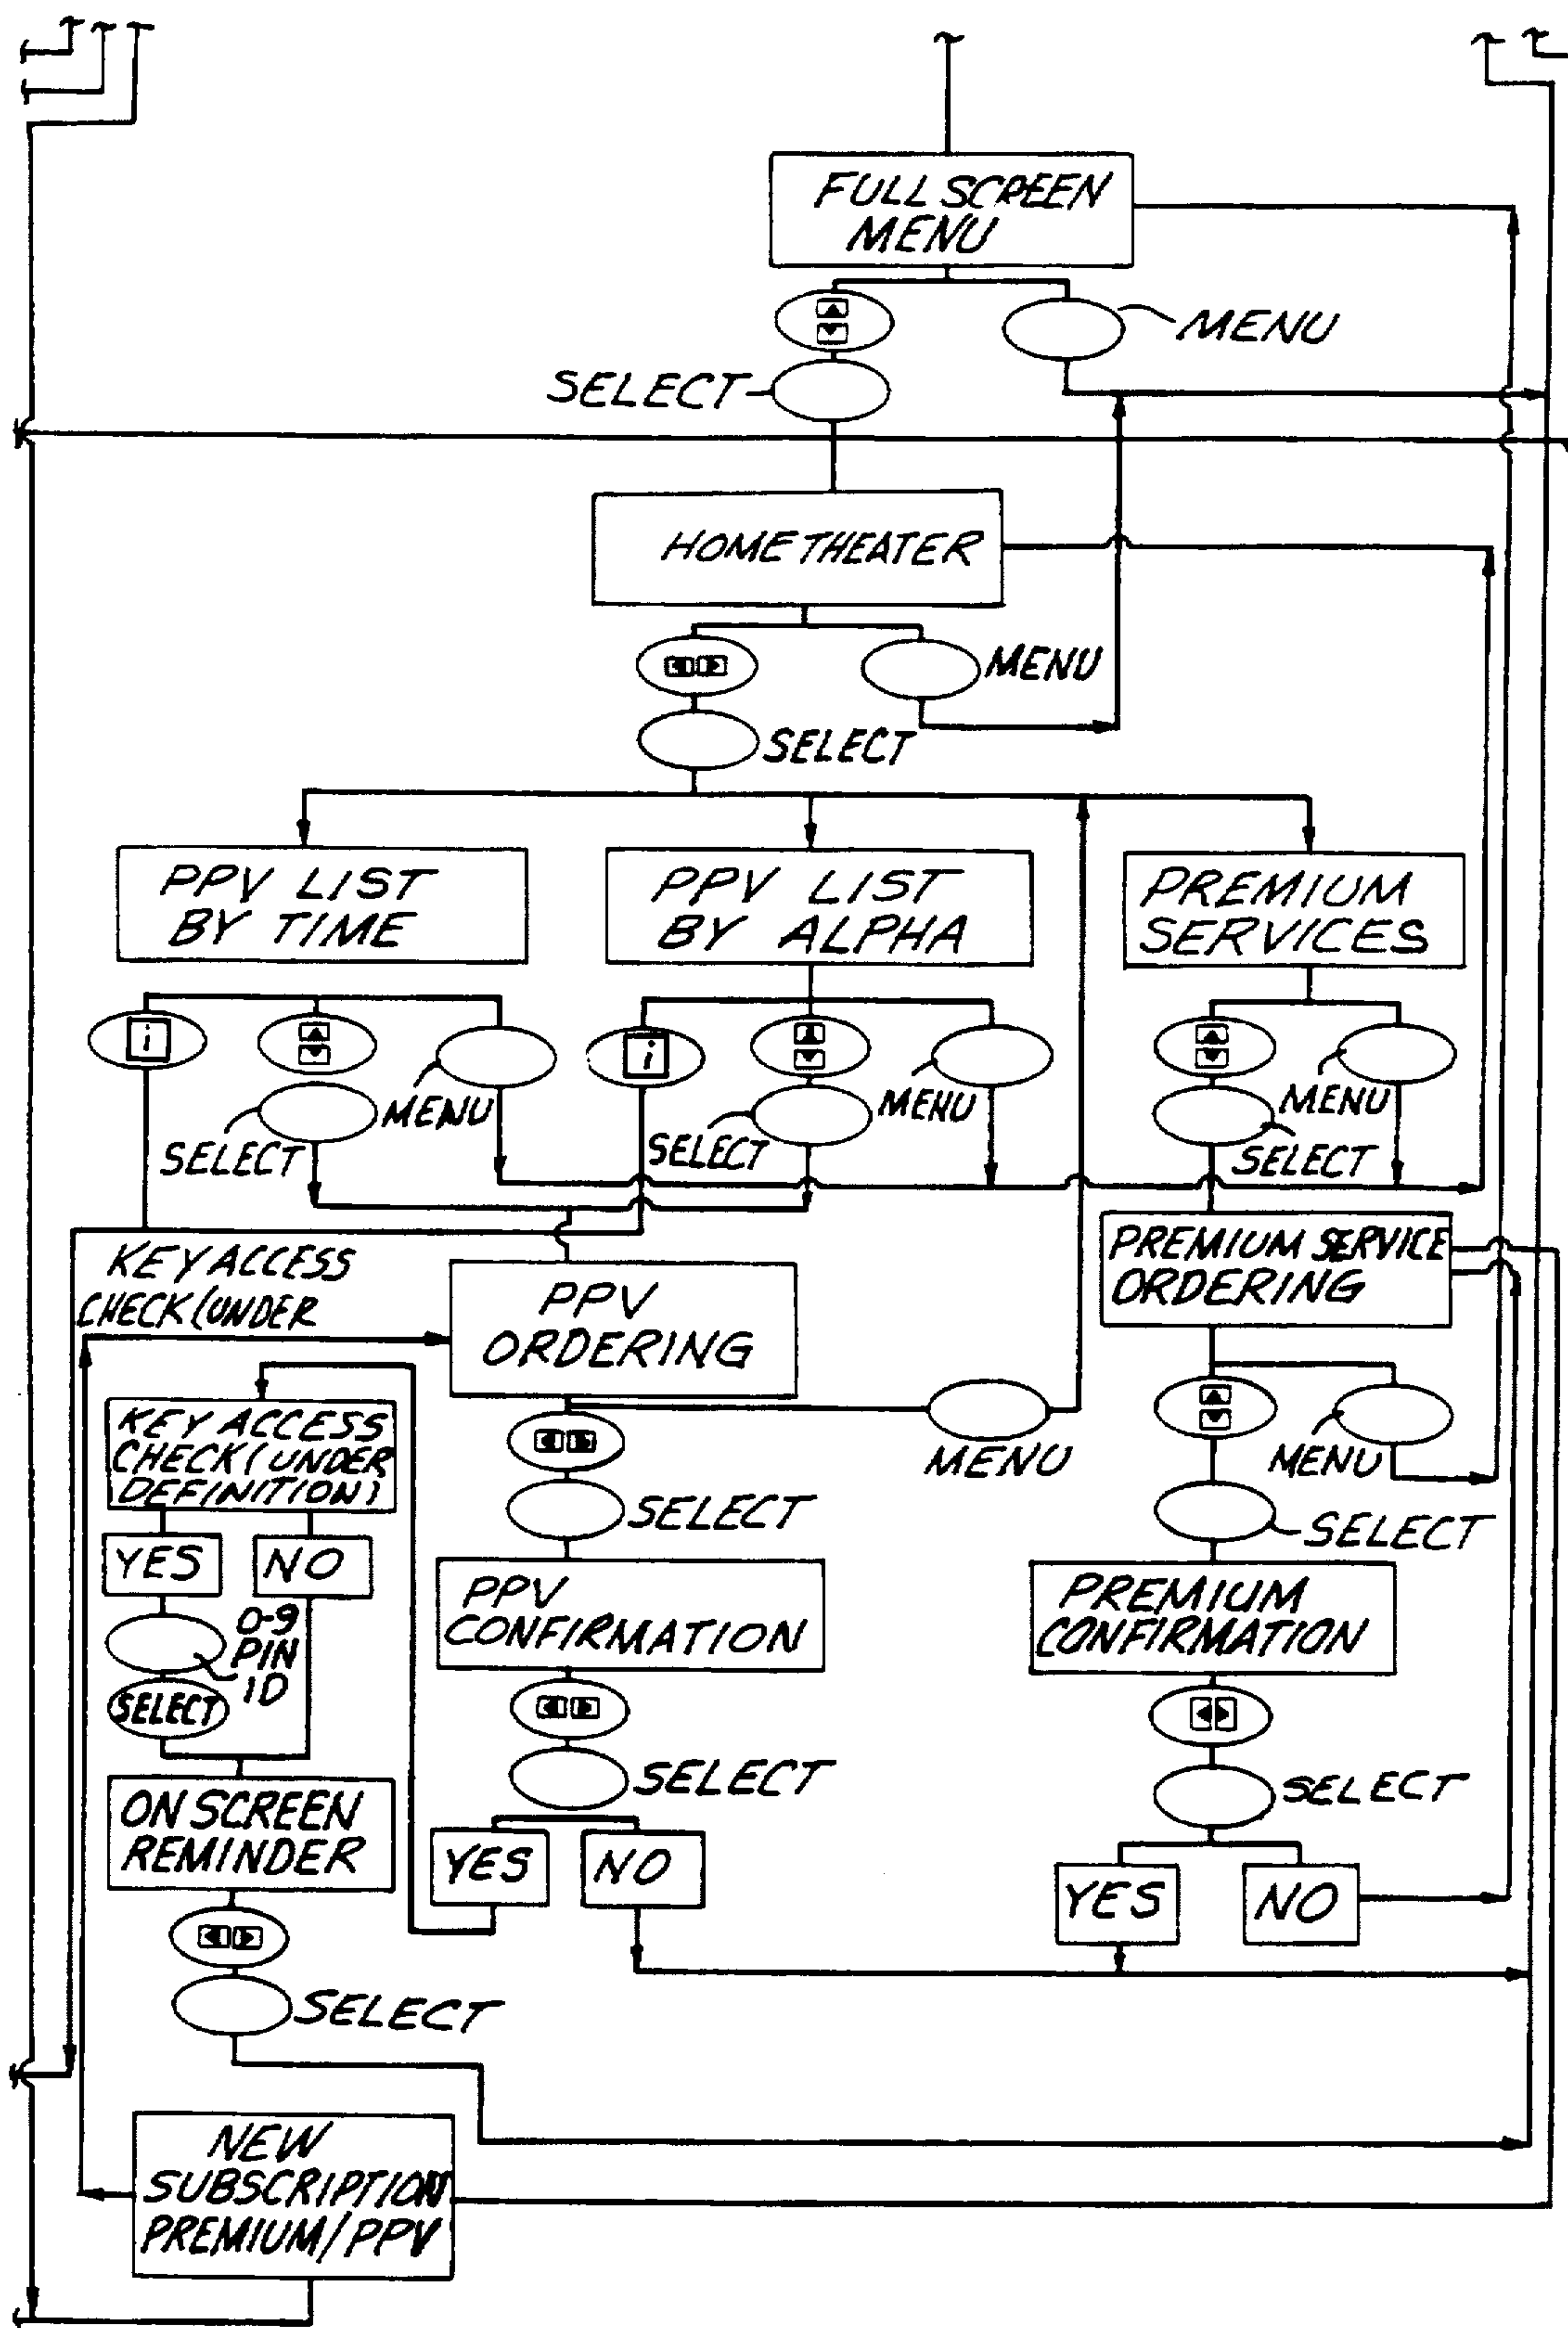 FULL SCREEN
MENU
MENU
SELECT
HOME THEATER
MENU
SELECT
PPV LIST
BY TIME
PPV LIST
BY ALPHA
PREMIUM
SERVICES
i
i
MENU
SELECT
MENU
SELECT
MENU
SELECT
KEY ACCESS
CHECK (UNDER
PPV
ORDERING
PREMIUM SERVICE
ORDERING
KEY ACCESS
CHECK (UNDER
DEFINITION)
MENU
MENU
SELECT
SELECT
YES
NO
PPV
CONFIRMATION
PREMIUM
CONFIRMATION
0-9
PIN
ID
SELECT
SELECT
SELECT
ON SCREEN
REMINDER
YES
NO
YES
NO
SELECT
NEW
SUBSCRIPTION
PREMIUM/PPV